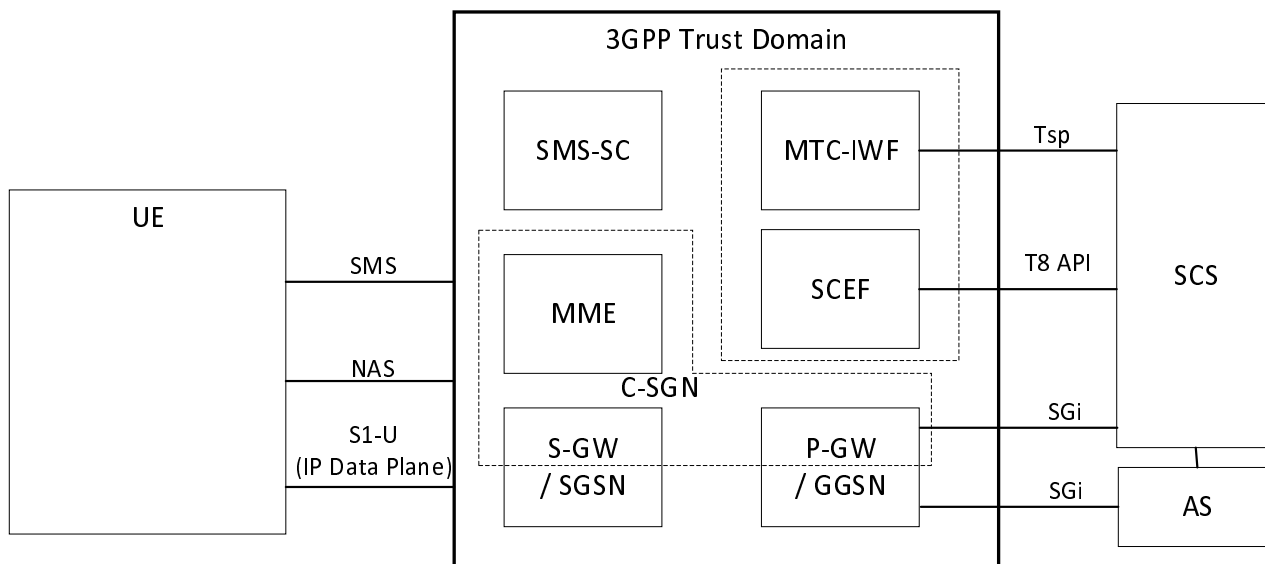 3GPP Trust Domain
SMS-SC
MTC-IWF
Tsp
UE
SMS
MME
SCEF
T8 API
SCS
NAS
C-SGN
S1-U
(IP Data Plane)
S-GW
/ SGSN
P-GW
/ GGSN
SGi
SGi
AS